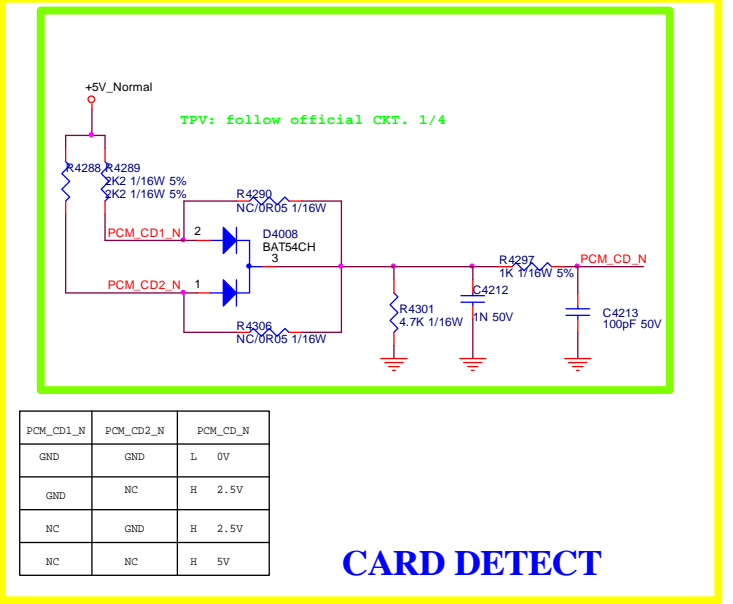 +5V_Normal
TPV: follow official CKT. 1/4
R4288 R4289
2K2 1/16W 5%
2K2 1/16W 5%
R4290
NC/0R05 1/16W
PCM_CD1_N 2
D4008
BAT54CH
3
PCM_CD2_N 1
R4297
1K 1/16W 5%
PCM_CD_N
R4301
4.7K 1/16W
C4212
1N 50V
C4213
100pF 50V
R4306
NC/0R05 1/16W
PCM_CD1_N PCM_CD2_N PCM_CD_N
GND GND L 0V
GND NC H 2.5V
NC GND H 2.5V
NC NC H 5V
CARD DETECT